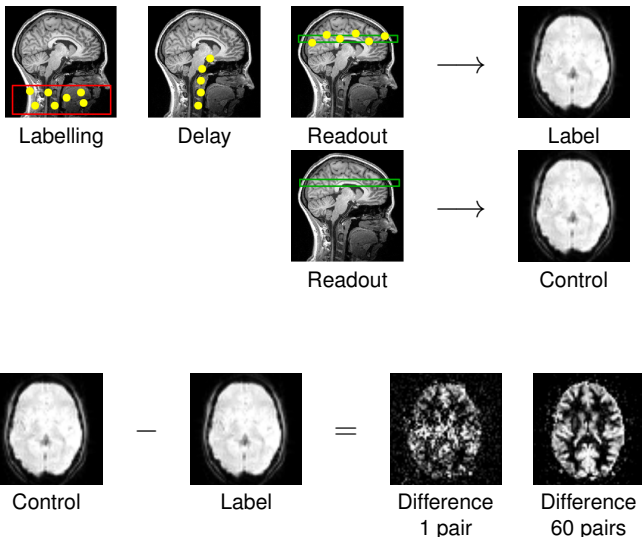 Labelling Delay Readout ⟶ Label
Readout ⟶ Control
− =
Control Label Difference Difference
1 pair 60 pairs